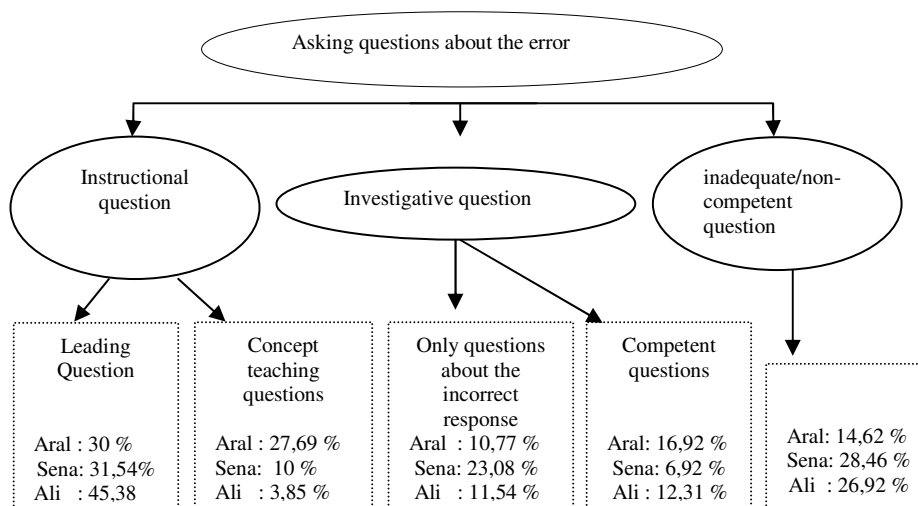 Asking questions about the error
Instructional
question
Investigative question
inadequate/non-
competent
question
Leading
Question
Aral : 30 %
Sena: 31,54%
Ali : 45,38
Concept
teaching
questions
Aral : 27,69 %
Sena: 10 %
Ali : 3,85 %
Only questions
about the
incorrect
response
Aral : 10,77 %
Sena: 23,08 %
Ali : 11,54 %
Competent
questions
Aral: 16,92 %
Sena: 6,92 %
Ali : 12,31 %
Aral: 14,62 %
Sena: 28,46 %
Ali : 26,92 %